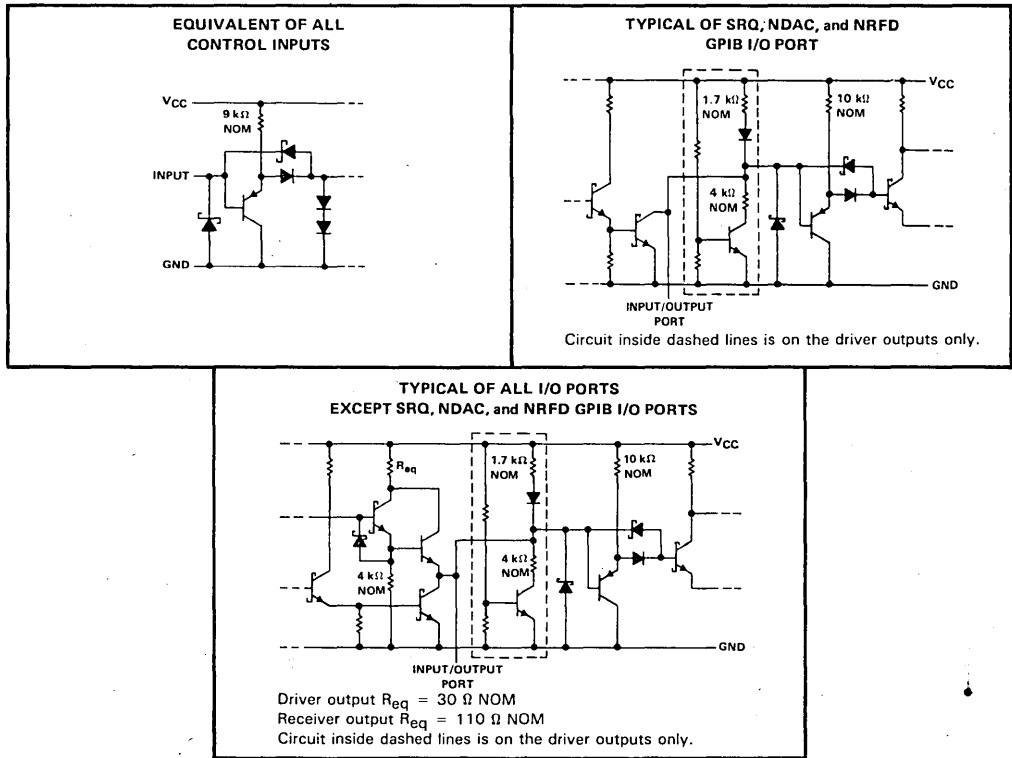 EQUIVALENT OF ALL
CONTROL INPUTS
VCC
9 kΩ
NOM
INPUT
GND
TYPICAL OF SRQ, NDAC, and NRFD
GPIB I/O PORT
VCC
1.7 kΩ
NOM
10 kΩ
NOM
4 kΩ
NOM
GND
INPUT/OUTPUT
PORT
Circuit inside dashed lines is on the driver outputs only.
TYPICAL OF ALL I/O PORTS
EXCEPT SRQ, NDAC, and NRFD GPIB I/O PORTS
VCC
Req
1.7 kΩ
NOM
10 kΩ
NOM
4 kΩ
NOM
4 kΩ
NOM
GND
INPUT/OUTPUT
PORT
Driver output Req = 30 Ω NOM
Receiver output Req = 110 Ω NOM
Circuit inside dashed lines is on the driver outputs only.